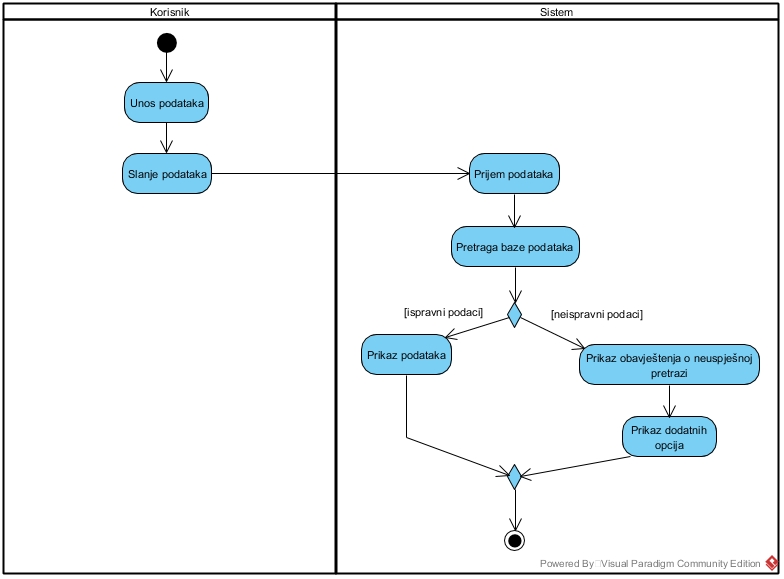 Korisnik
Sistem
Unos podataka
Slanje podataka
Prijem podataka
Pretraga baze podataka
[ispravni podaci]
[neispravni podaci]
Prikaz podataka
Prikaz obavještenja o neuspješnoj
pretrazi
Prikaz dodatnih
opcija
Powered By Visual Paradigm Community Edition